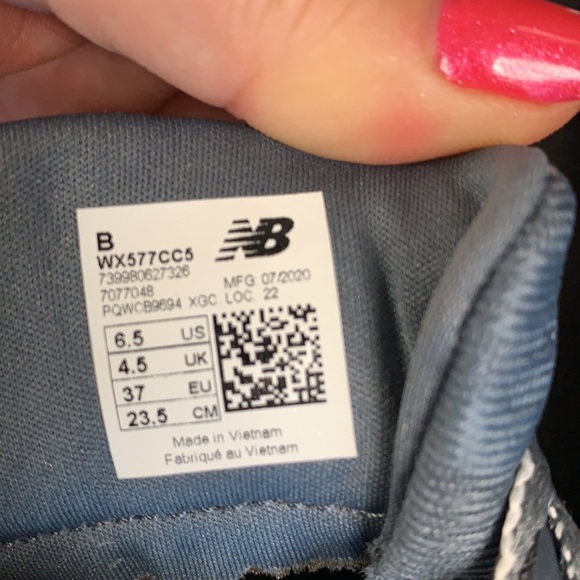 B
NB
WX577CC5
739980627326
7077048
MFG 07/2020
PQWCB9694 XGC. LOC. 22
6.5 US
4.5 UK
37 EU
23.5 CM
Made in Vietnam
Fabriqué au Vietnam